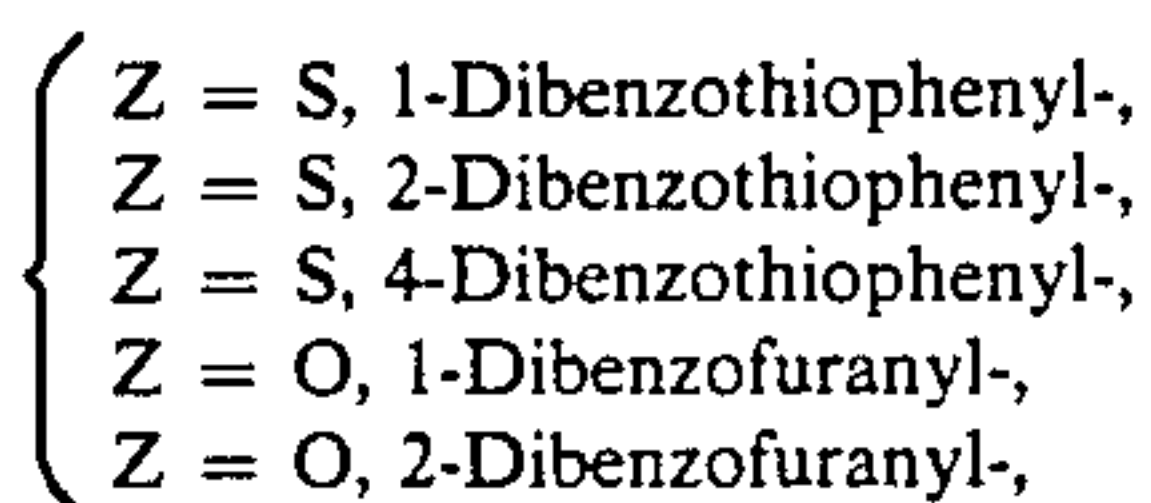 Z = S, 1-Dibenzothiophenyl-,
Z = S, 2-Dibenzothiophenyl-,
Z = S, 4-Dibenzothiophenyl-,
Z = O, 1-Dibenzofuranyl-,
Z = O, 2-Dibenzofuranyl-,